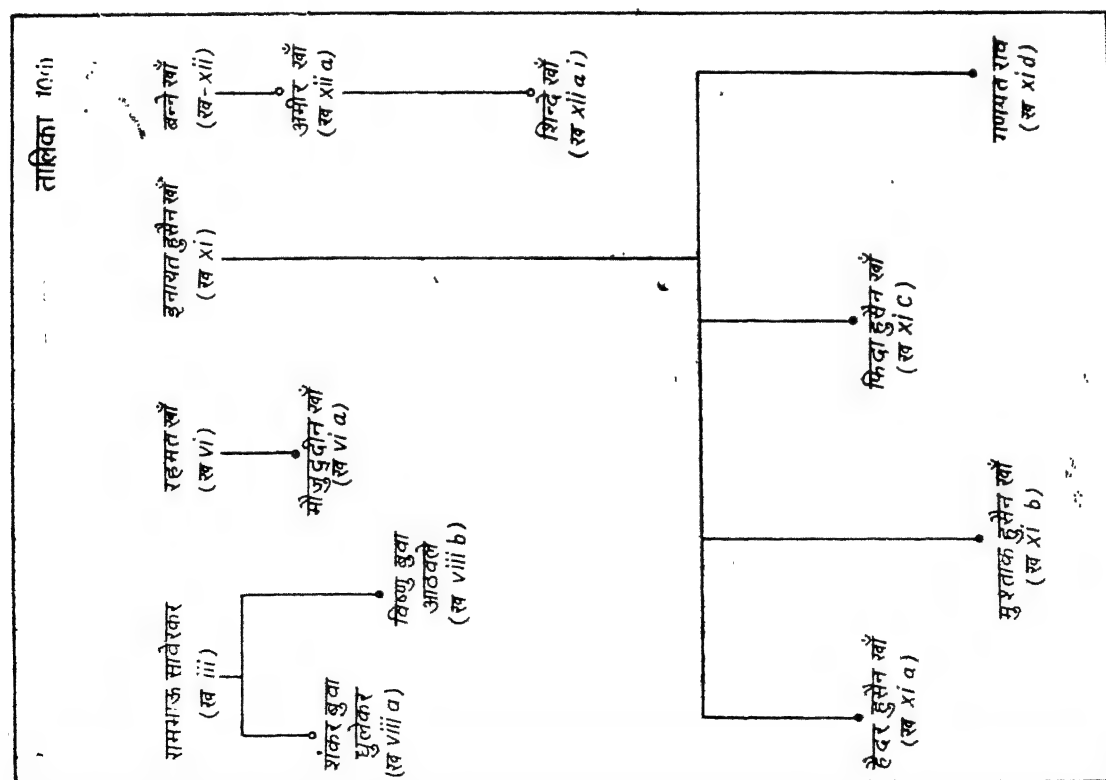 तालिका
रामभाऊ सावेरकर
(ख iii)
रहमत खाँ
(ख vi)
इनायत हुसेन खाँ
(ख xi)
बन्ने खाँ
(ख-xii)
शंकर बुवा
धुलेकर
(ख viii a)
विष्णु बुवा
आठवले
(ख viii b)
मोजुद्दीन खाँ
(ख vi a)
अमीर खाँ
(ख xii a)
शिन्दे खाँ
(ख xii a i)
हैदर हुसेन खाँ
(ख xi a)
मुश्ताक हुसेन खाँ
(ख xi b)
फिदा हुसेन खाँ
(ख xi c)
गणपत राव
(ख xi d)